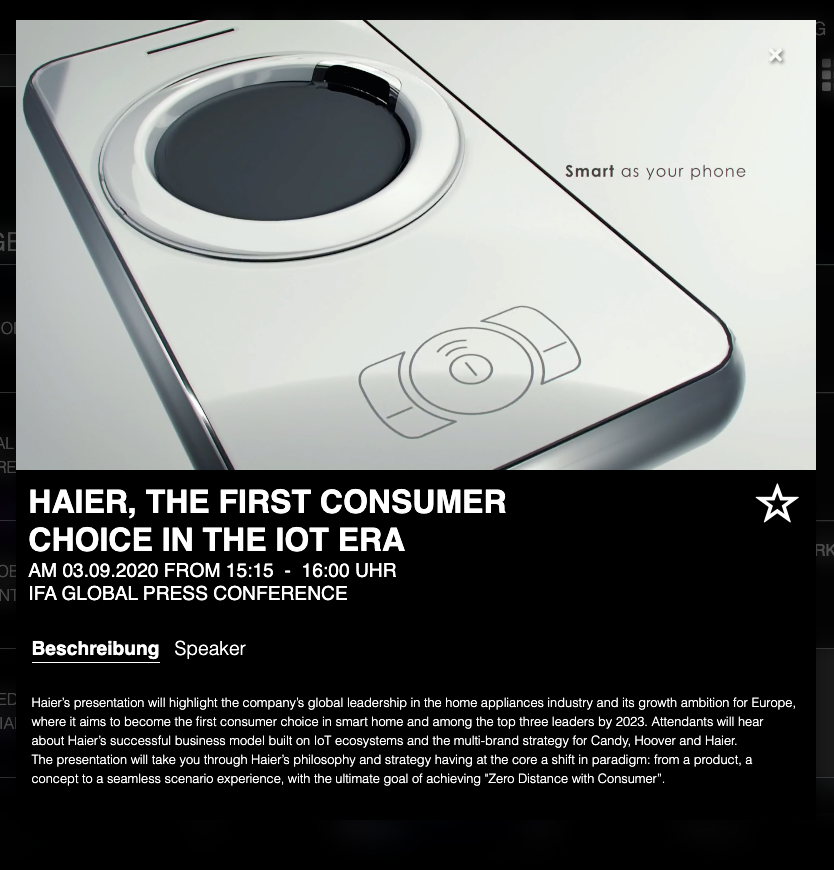 Smart as your phone
HAIER, THE FIRST CONSUMER
CHOICE IN THE IOT ERA
AM 03.09.2020 FROM 15:15 - 16:00 UHR
IFA GLOBAL PRESS CONFERENCE
Beschreibung Speaker
Haier's presentation will highlight the company's global leadership in the home appliances industry and its growth ambition for Europe,
where it aims to become the first consumer choice in smart home and among the top three leaders by 2023. Attendants will hear
about Haier's successful business model built on IoT ecosystems and the multi-brand strategy for Candy, Hoover and Haier.
The presentation will take you through Haier's philosophy and strategy having at the core a shift in paradigm: from a product, a
concept to a seamless scenario experience, with the ultimate goal of achieving "Zero Distance with Consumer".